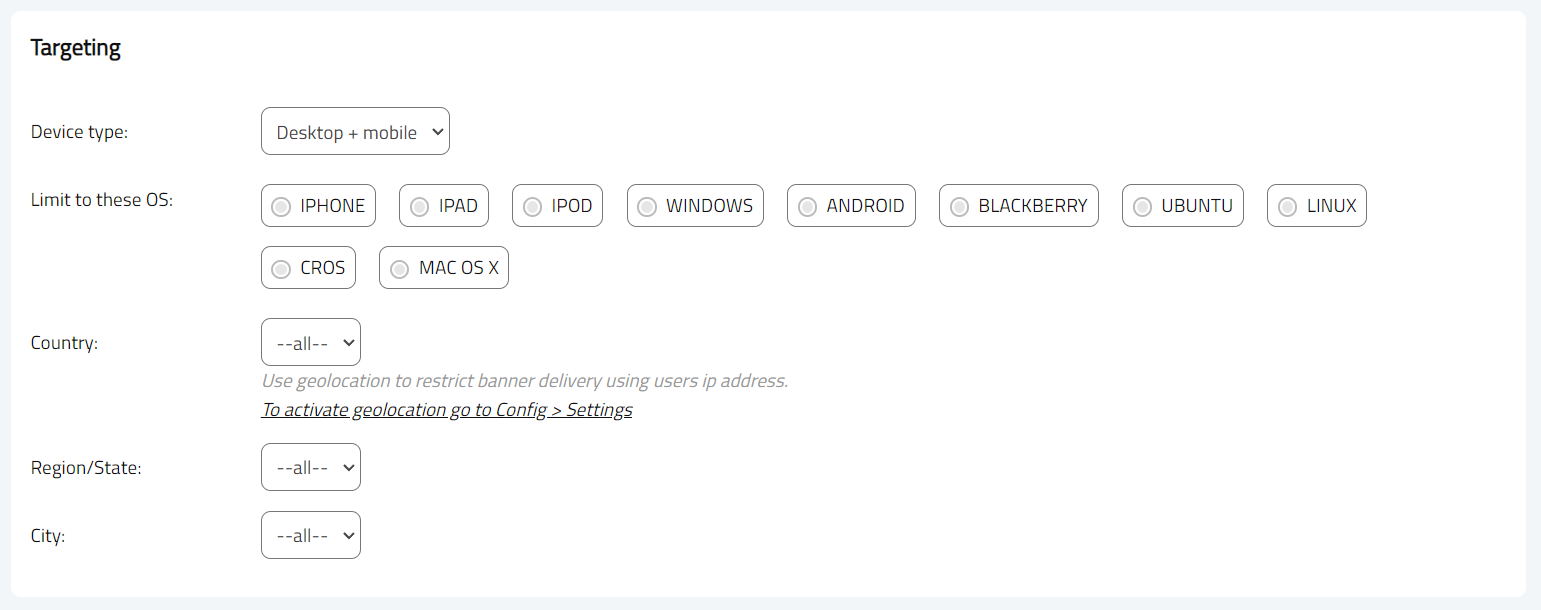 Targeting
Device type: Desktop + mobile
Limit to these OS: IPHONE IPAD IPOD WINDOWS ANDROID BLACKBERRY UBUNTU LINUX
CROS MAC OS X
Country: --all--
Use geolocation to restrict banner delivery using users ip address.
To activate geolocation go to Config > Settings
Region/State: --all--
City: --all--